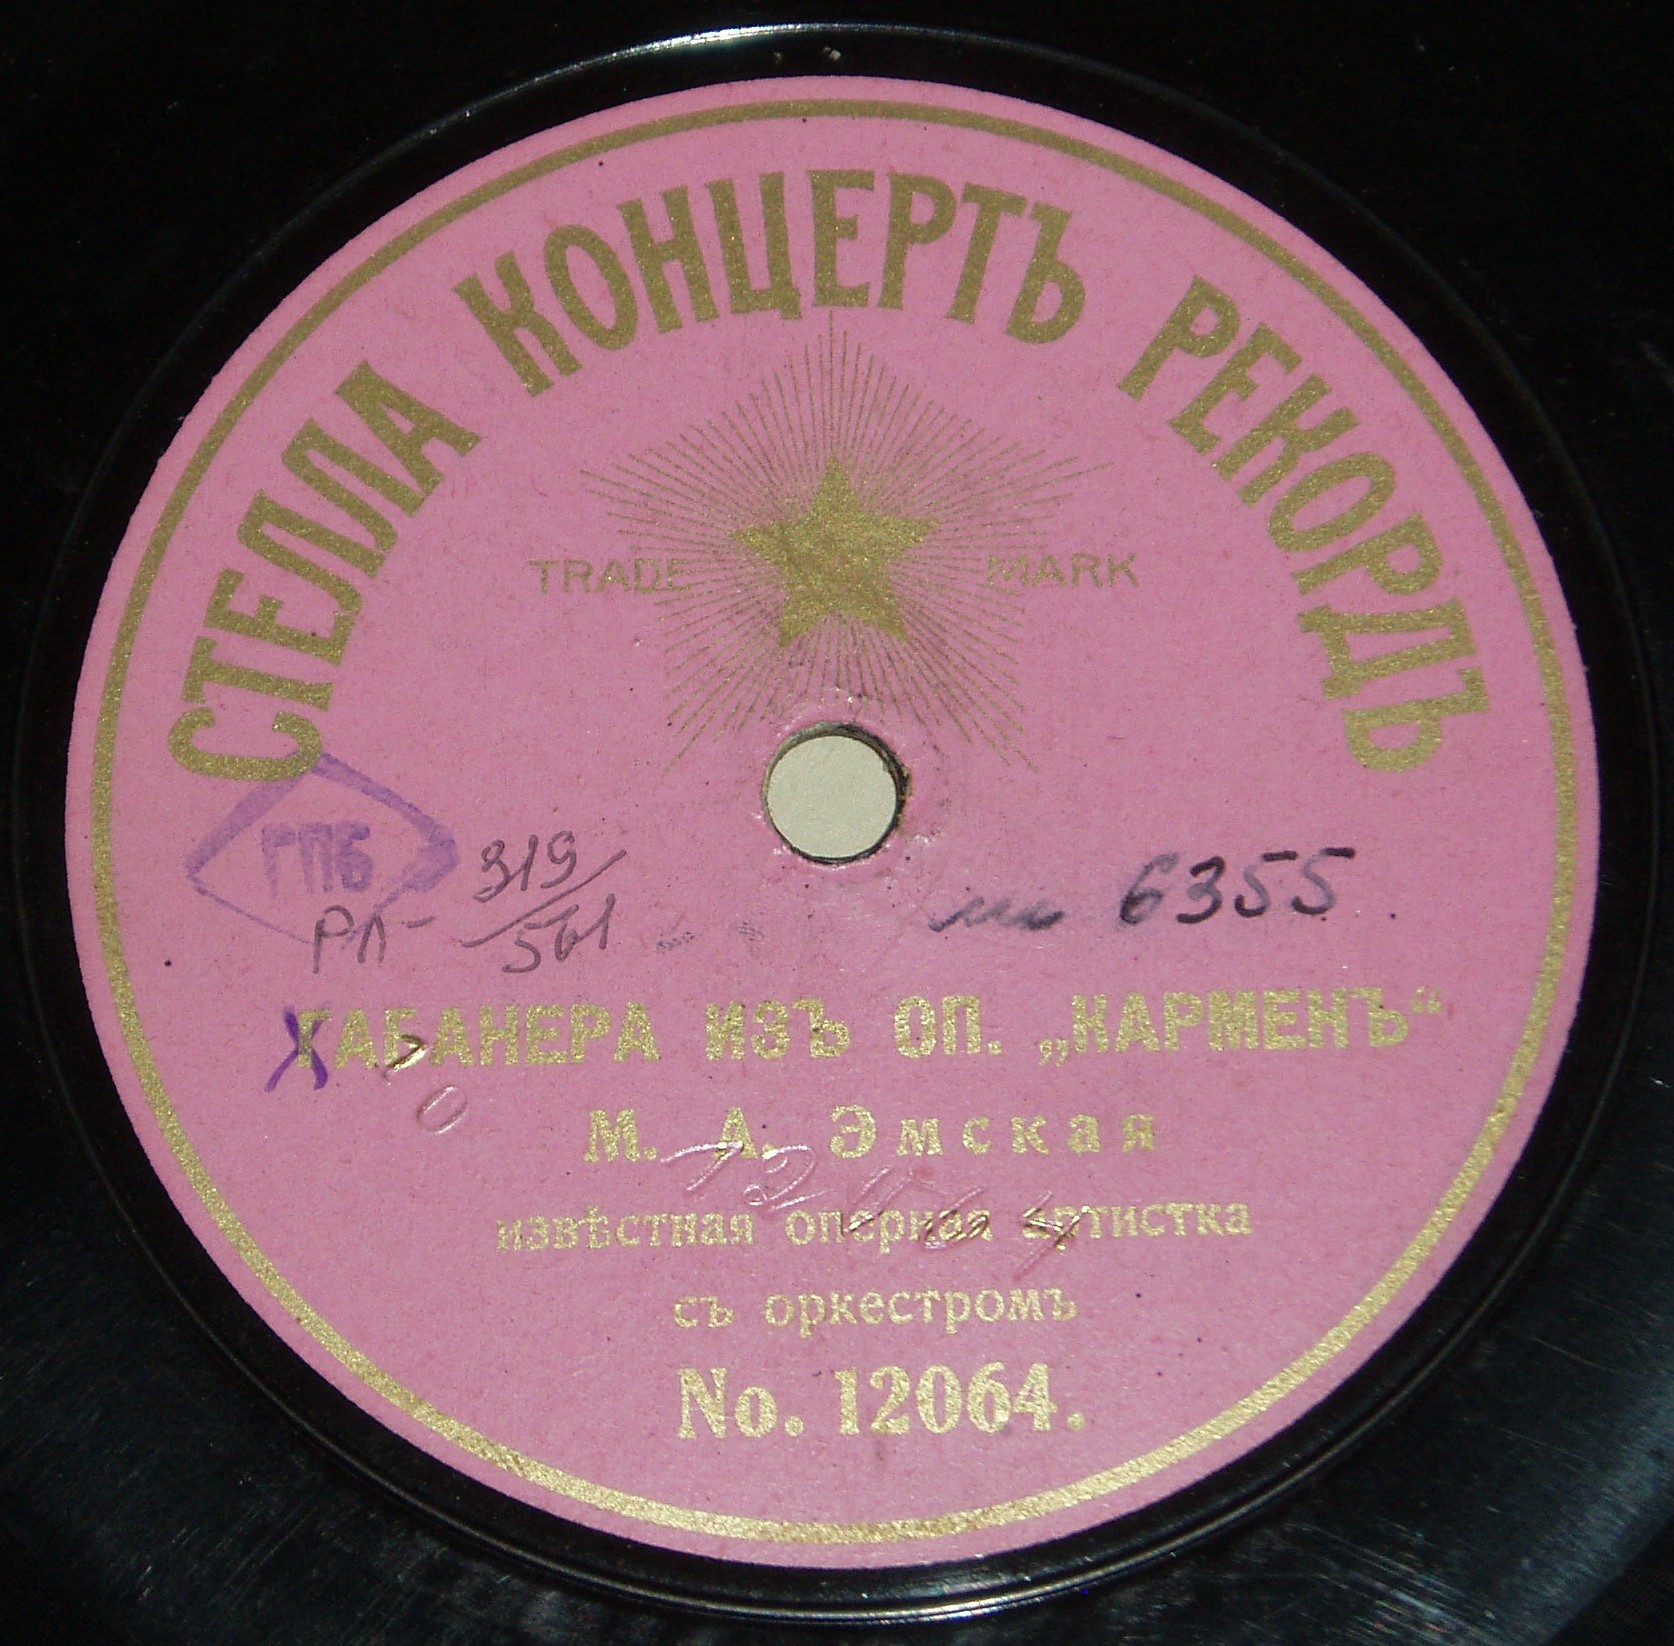 СТЕЛЛА КОНЦЕРТЪ РЕКОРДЪ
TRADE MARK
ГПБ
РЛ- 919/561
6355
ХАБАНЕРА ИЗЪ ОП. „КАРМЕНЪ“
М. А. Эмская
извѣстная оперная артистка
съ оркестромъ
No. 12064.